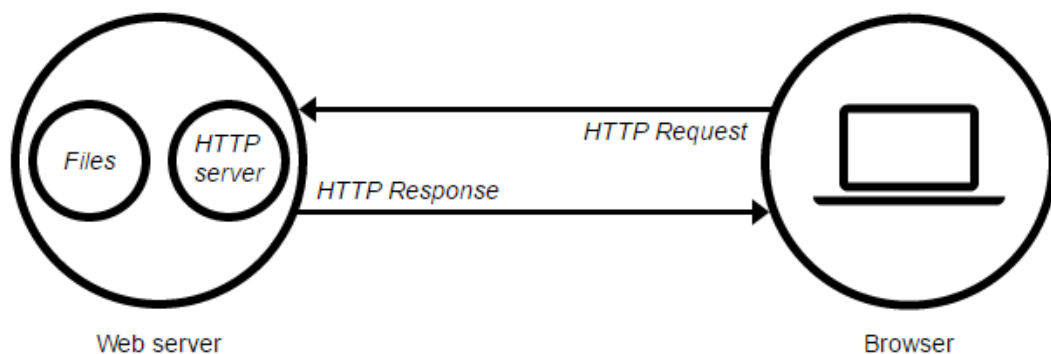 Files
HTTP
server
HTTP Request
HTTP Response
Web server
Browser